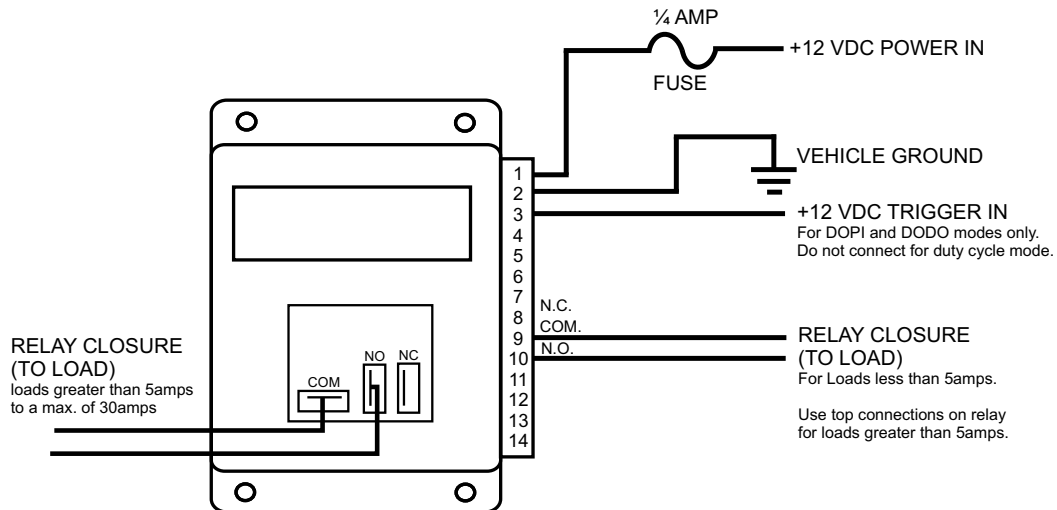 ¼ AMP
FUSE
+12 VDC POWER IN
VEHICLE GROUND
+12 VDC TRIGGER IN
For DOPI and DODO modes only.
Do not connect for duty cycle mode.
1
2
3
4
5
6
7
8
9
10
11
12
13
14
N.C.
COM.
N.O.
RELAY CLOSURE
(TO LOAD)
For Loads less than 5amps.
Use top connections on relay
for loads greater than 5amps.
COM
NO
NC
RELAY CLOSURE
(TO LOAD)
loads greater than 5amps
to a max. of 30amps